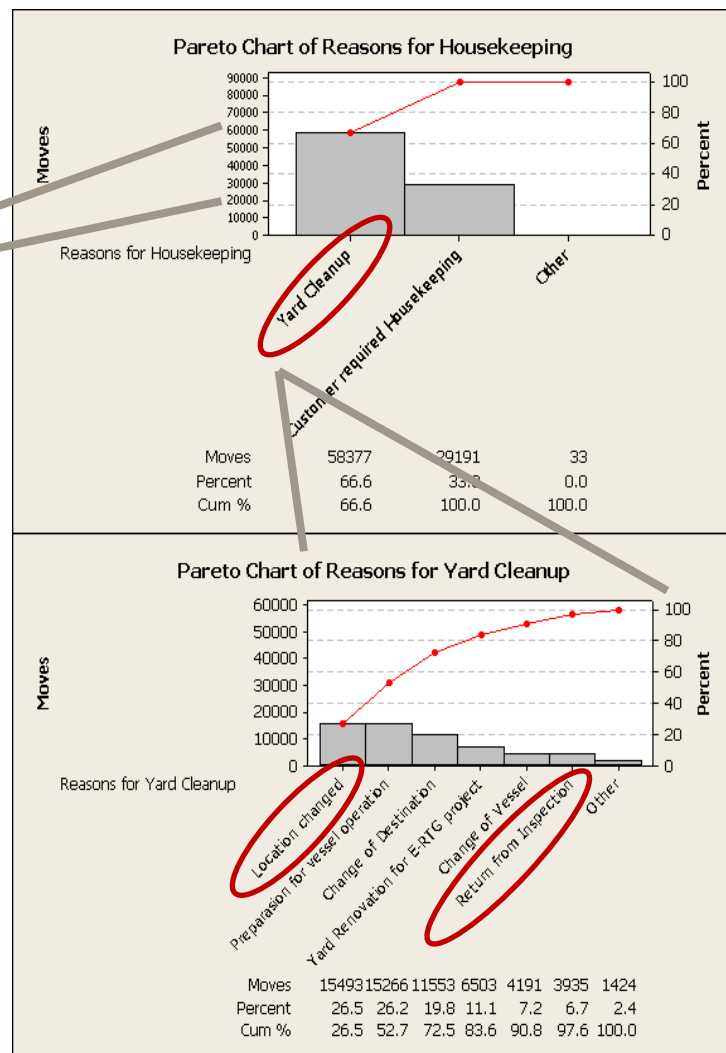 Pareto Chart of Reasons for Housekeeping
Moves
90000
80000
70000
60000
50000
40000
30000
20000
10000
0
100
80
60
40
20
0
Percent
Reasons for Housekeeping
Yard Cleanup
Customer required Housekeeping
Other
Moves 58377 29191 33
Percent 66.6 33.3 0.0
Cum % 66.6 100.0 100.0
Pareto Chart of Reasons for Yard Cleanup
Moves
60000
50000
40000
30000
20000
10000
0
100
80
60
40
20
0
Percent
Reasons for Yard Cleanup
Location changed
Preparasion for vessel operation
Change of Destination
Yard Renovation for E-RTG project
Change of Vessel
Return from Inspection
Other
Moves 15493 15266 11553 6503 4191 3935 1424
Percent 26.5 26.2 19.8 11.1 7.2 6.7 2.4
Cum % 26.5 52.7 72.5 83.6 90.8 97.6 100.0